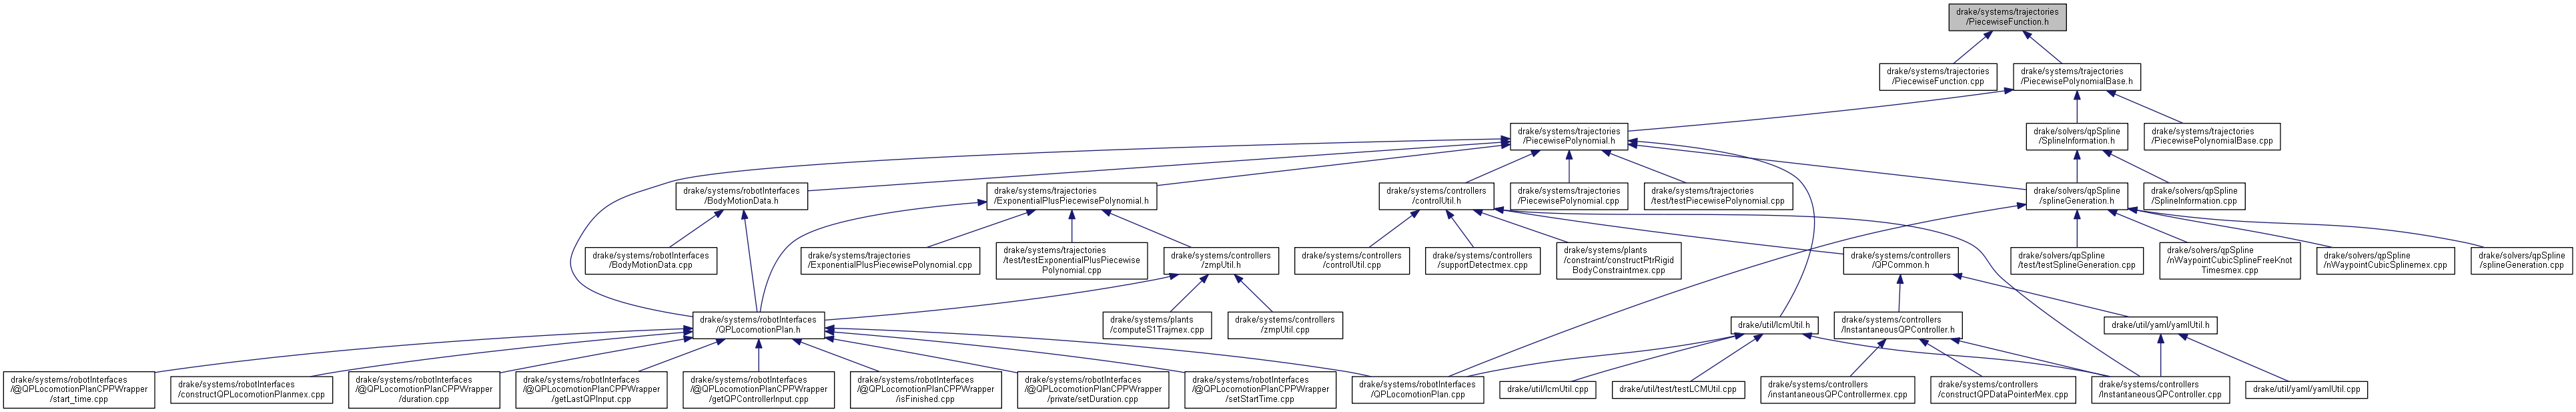 drake/systems/trajectories
/PiecewiseFunction.h
drake/systems/trajectories
/PiecewiseFunction.cpp
drake/systems/trajectories
/PiecewisePolynomialBase.h
drake/systems/trajectories
/PiecewisePolynomial.h
drake/solvers/qpSpline
/SplineInformation.h
drake/systems/trajectories
/PiecewisePolynomialBase.cpp
drake/systems/robotInterfaces
/BodyMotionData.h
drake/systems/trajectories
/ExponentialPlusPiecewisePolynomial.h
drake/systems/controllers
/controlUtil.h
drake/systems/trajectories
/PiecewisePolynomial.cpp
drake/systems/trajectories
/test/testPiecewisePolynomial.cpp
drake/solvers/qpSpline
/splineGeneration.h
drake/solvers/qpSpline
/SplineInformation.cpp
drake/systems/robotInterfaces
/BodyMotionData.cpp
drake/systems/trajectories
/ExponentialPlusPiecewisePolynomial.cpp
drake/systems/trajectories
/test/testExponentialPlusPiecewise
Polynomial.cpp
drake/systems/controllers
/zmpUtil.h
drake/systems/controllers
/controlUtil.cpp
drake/systems/controllers
/supportDetectmex.cpp
drake/systems/plants
/constraint/constructPtrRigid
BodyConstraintmex.cpp
drake/systems/controllers
/QPCommon.h
drake/solvers/qpSpline
/test/testSplineGeneration.cpp
drake/solvers/qpSpline
/nWaypointCubicSplineFreeKnot
Timesmex.cpp
drake/solvers/qpSpline
/nWaypointCubicSplinemex.cpp
drake/solvers/qpSpline
/splineGeneration.cpp
drake/systems/robotInterfaces
/QPLocomotionPlan.h
drake/systems/plants
/computeS1Trajmex.cpp
drake/systems/controllers
/zmpUtil.cpp
drake/util/lcmUtil.h
drake/systems/controllers
/InstantaneousQPController.h
drake/util/yaml/yamlUtil.h
drake/systems/robotInterfaces
/@QPLocomotionPlanCPPWrapper
/start_time.cpp
drake/systems/robotInterfaces
/constructQPLocomotionPlanmex.cpp
drake/systems/robotInterfaces
/@QPLocomotionPlanCPPWrapper
/duration.cpp
drake/systems/robotInterfaces
/@QPLocomotionPlanCPPWrapper
/getLastQPInput.cpp
drake/systems/robotInterfaces
/@QPLocomotionPlanCPPWrapper
/getQPControllerInput.cpp
drake/systems/robotInterfaces
/@QPLocomotionPlanCPPWrapper
/isFinished.cpp
drake/systems/robotInterfaces
/@QPLocomotionPlanCPPWrapper
/private/setDuration.cpp
drake/systems/robotInterfaces
/@QPLocomotionPlanCPPWrapper
/setStartTime.cpp
drake/systems/robotInterfaces
/QPLocomotionPlan.cpp
drake/util/lcmUtil.cpp
drake/util/test/testLCMUtil.cpp
drake/systems/controllers
/instantaneousQPControllermex.cpp
drake/systems/controllers
/constructQPDataPointerMex.cpp
drake/systems/controllers
/InstantaneousQPController.cpp
drake/util/yaml/yamlUtil.cpp